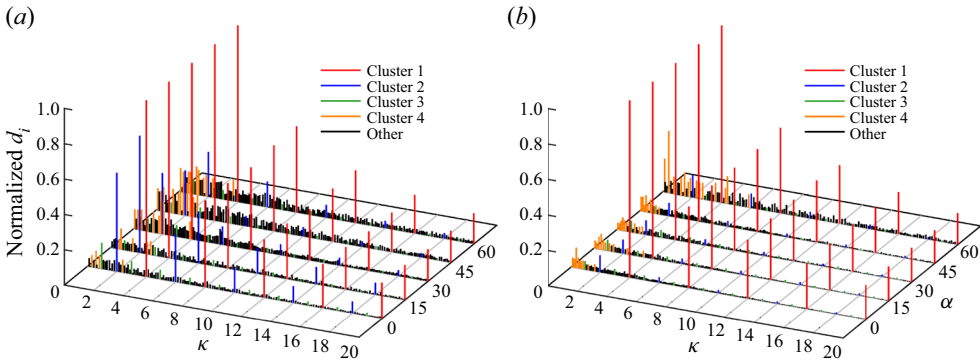 (a)
Cluster 1
Cluster 2
Cluster 3
Cluster 4
Other
Normalized d_i
1.0
0.8
0.6
0.4
0.2
0
2
4
6
8
10
12
14
16
18
20
κ
0
15
30
45
60
(b)
Cluster 1
Cluster 2
Cluster 3
Cluster 4
Other
1.0
0.8
0.6
0.4
0.2
0
2
4
6
8
10
12
14
16
18
20
κ
0
15
30
45
60
α